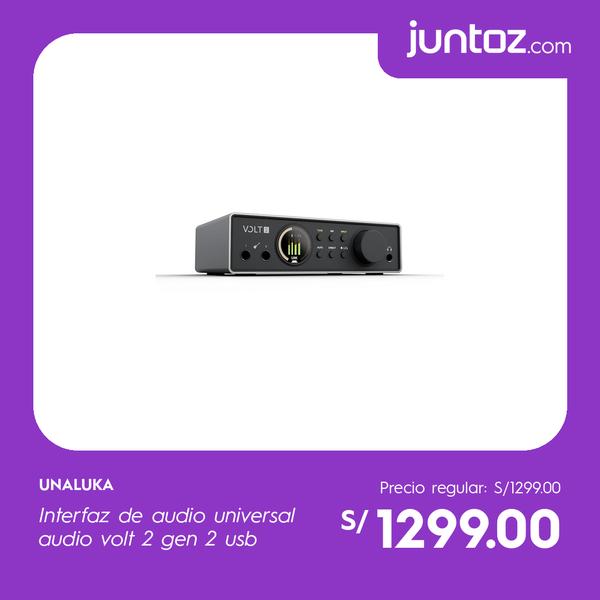 juntoz.com
VOLT 2
UNALUKA
Interfaz de audio universal
audio volt 2 gen 2 usb
Precio regular: S/1299.00
S/1299.00